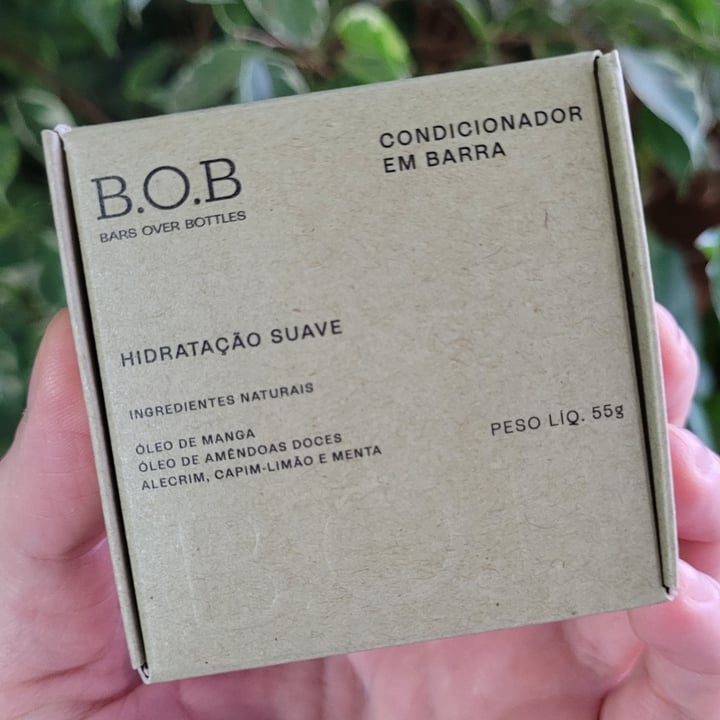 B.O.B
BARS OVER BOTTLES
CONDICIONADOR
EM BARRA
HIDRATAÇÃO SUAVE
INGREDIENTES NATURAIS
ÓLEO DE MANGA
ÓLEO DE AMÊNDOAS DOCES
ALECRIM, CAPIM-LIMÃO E MENTA
PESO LÍQ. 55g